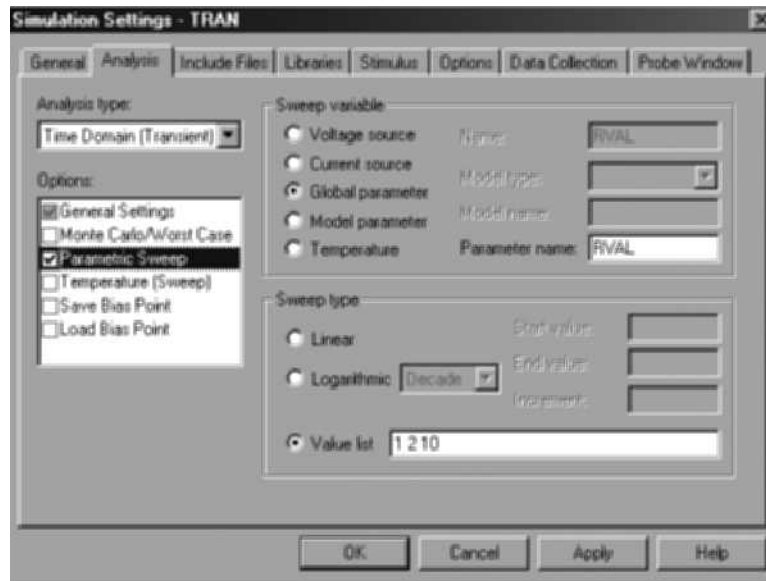 Simulation Settings - TRAN
General Analysis Include Files Libraries Stimulus Options Data Collection Probe Window
Analysis type:
Time Domain (Transient)
Options:
General Settings
Monte Carlo/Worst Case
Parametric Sweep
Temperature (Sweep)
Save Bias Point
Load Bias Point
Sweep variable
Voltage source
Name: RVAL
Current source
Model type:
Global parameter
Model name:
Model parameter
Temperature
Parameter name: RVAL
Sweep type
Linear
Start value:
End value:
Logarithmic Decade
Increment:
Value list 1 2 10
OK Cancel Apply Help